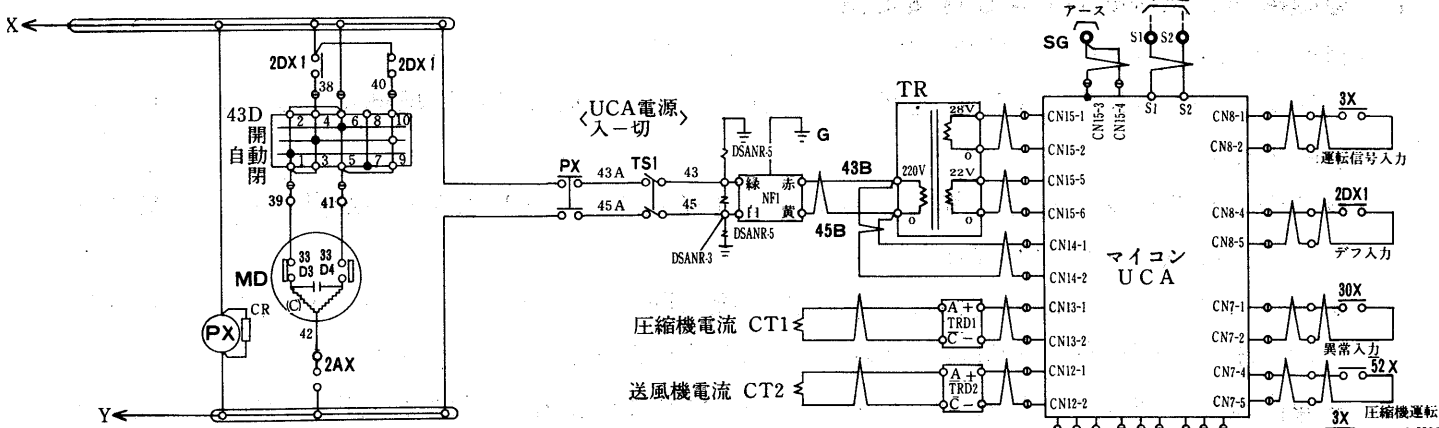 X
Y
2DX1
2DX1
38
40
43D
開
自動
閉
2 4 6 8 10
1 3 5 7 9
39
41
MD
33 33
D3 D4
(C)
42
2AX
PX
CR
〈UCA電源〉
入−切
PX
43A
TS1
43
45A
45
DSANR-5
G
緑 赤
NF1
白 黄
DSANR-5
DSANR-3
43B
45B
TR
28V
0
220V
22V
0
0
アース
SG
S1 S2
CN15-3
CN15-4
S1
S2
CN15-1
CN15-2
CN15-5
CN15-6
CN14-1
CN14-2
CN13-1
CN13-2
CN12-1
CN12-2
マイコン
UCA
圧縮機電流 CT1
A +
TRD1
C −
送風機電流 CT2
A +
TRD2
C −
CN8-1
CN8-2
3X
運転信号入力
CN8-4
CN8-5
2DX1
デフ入力
CN7-1
CN7-2
30X
異常入力
CN7-4
CN7-5
52X
圧縮機運転
3X